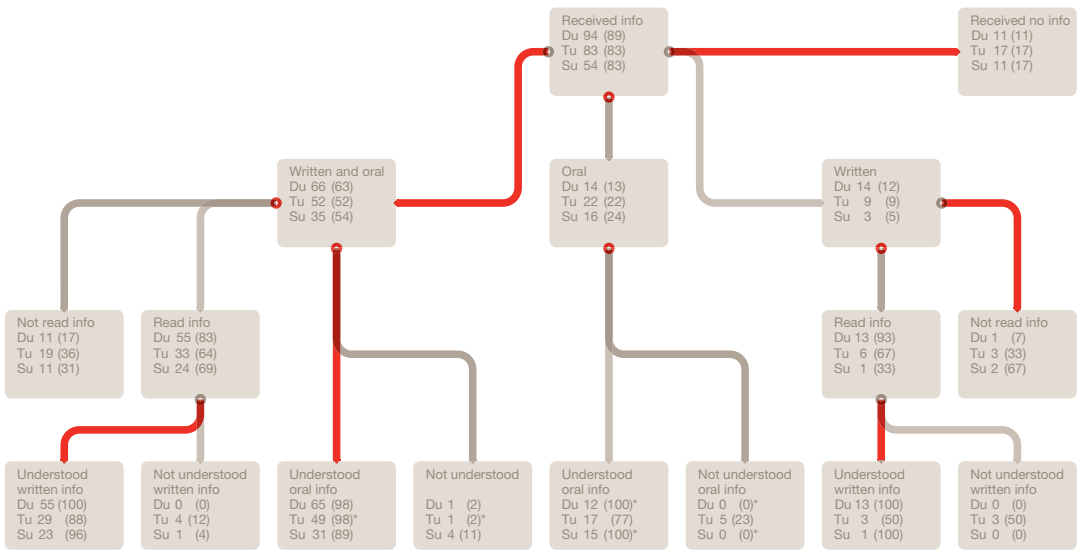 Received info
Du 94 (89)
Tu 83 (83)
Su 54 (83)
Received no info
Du 11 (11)
Tu 17 (17)
Su 11 (17)
Written and oral
Du 66 (63)
Tu 52 (52)
Su 35 (54)
Oral
Du 14 (13)
Tu 22 (22)
Su 16 (24)
Written
Du 14 (12)
Tu 9 (9)
Su 3 (5)
Not read info
Du 11 (17)
Tu 19 (36)
Su 11 (31)
Read info
Du 55 (83)
Tu 33 (64)
Su 24 (69)
Read info
Du 13 (93)
Tu 6 (67)
Su 1 (33)
Not read info
Du 1 (7)
Tu 3 (33)
Su 2 (67)
Understood
written info
Du 55 (100)
Tu 29 (88)
Su 23 (96)
Not understood
written info
Du 0 (0)
Tu 4 (12)
Su 1 (4)
Understood
oral info
Du 65 (98)
Tu 49 (98)*
Su 31 (89)
Not understood
Du 1 (2)
Tu 1 (2)*
Su 4 (11)
Understood
oral info
Du 12 (100)*
Tu 17 (77)
Su 15 (100)*
Not understood
oral info
Du 0 (0)*
Tu 5 (23)
Su 0 (0)*
Understood
written info
Du 13 (100)
Tu 3 (50)
Su 1 (100)
Not understood
written info
Du 0 (0)
Tu 3 (50)
Su 0 (0)